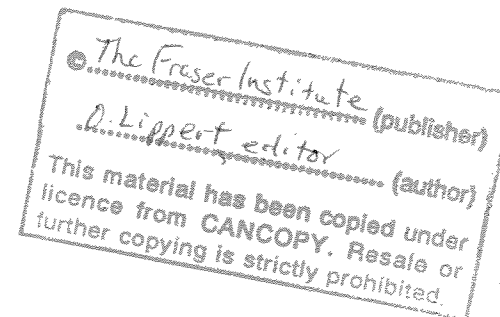 © The Fraser Institute (publisher)
O. Lippert editor (author)
This material has been copied under
licence from CANCOPY. Resale or
further copying is strictly prohibited.